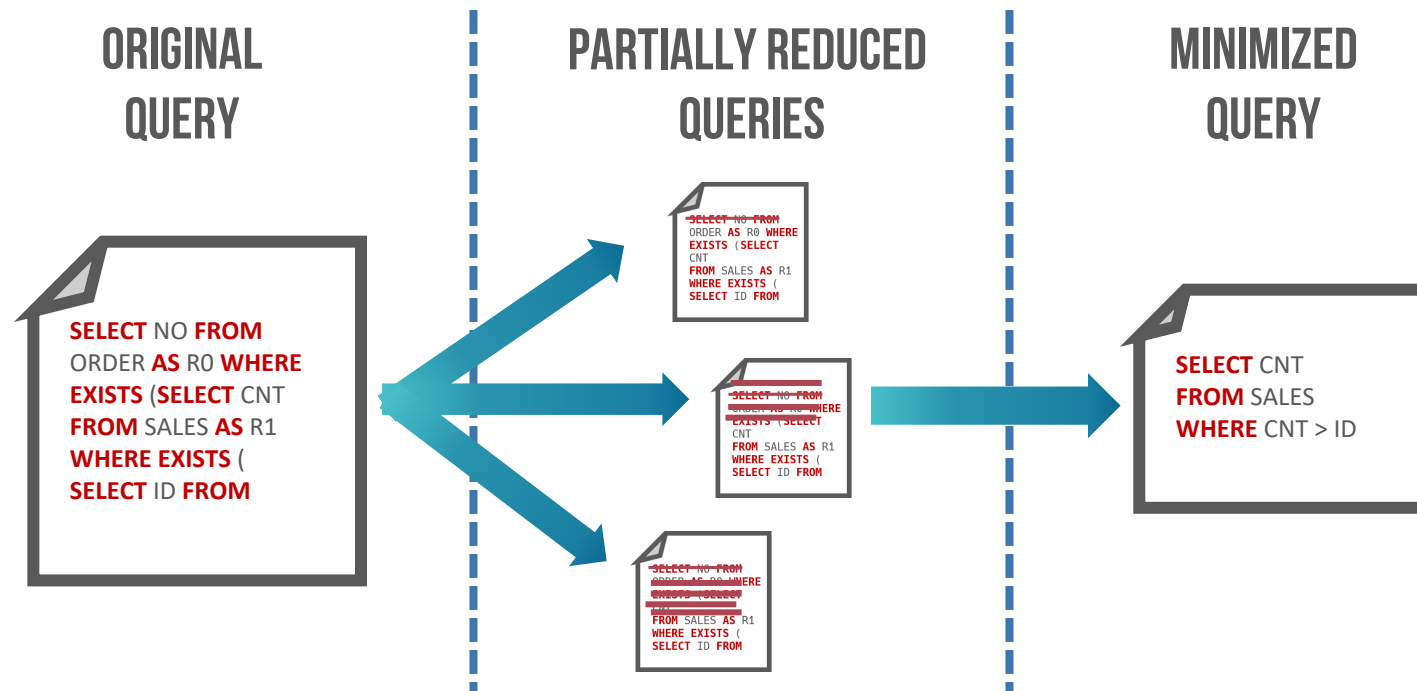 ORIGINAL
QUERY
PARTIALLY REDUCED
QUERIES
MINIMIZED
QUERY
SELECT NO FROM
ORDER AS R0 WHERE
EXISTS (SELECT CNT
FROM SALES AS R1
WHERE EXISTS (
SELECT ID FROM
SELECT NO FROM
ORDER AS R0 WHERE
EXISTS (SELECT
CNT
FROM SALES AS R1
WHERE EXISTS (
SELECT ID FROM
SELECT NO FROM
ORDER AS R0 WHERE
EXISTS (SELECT
CNT
FROM SALES AS R1
WHERE EXISTS (
SELECT ID FROM
SELECT NO FROM
ORDER AS R0 WHERE
EXISTS (SELECT
CNT
FROM SALES AS R1
WHERE EXISTS (
SELECT ID FROM
SELECT CNT
FROM SALES
WHERE CNT > ID